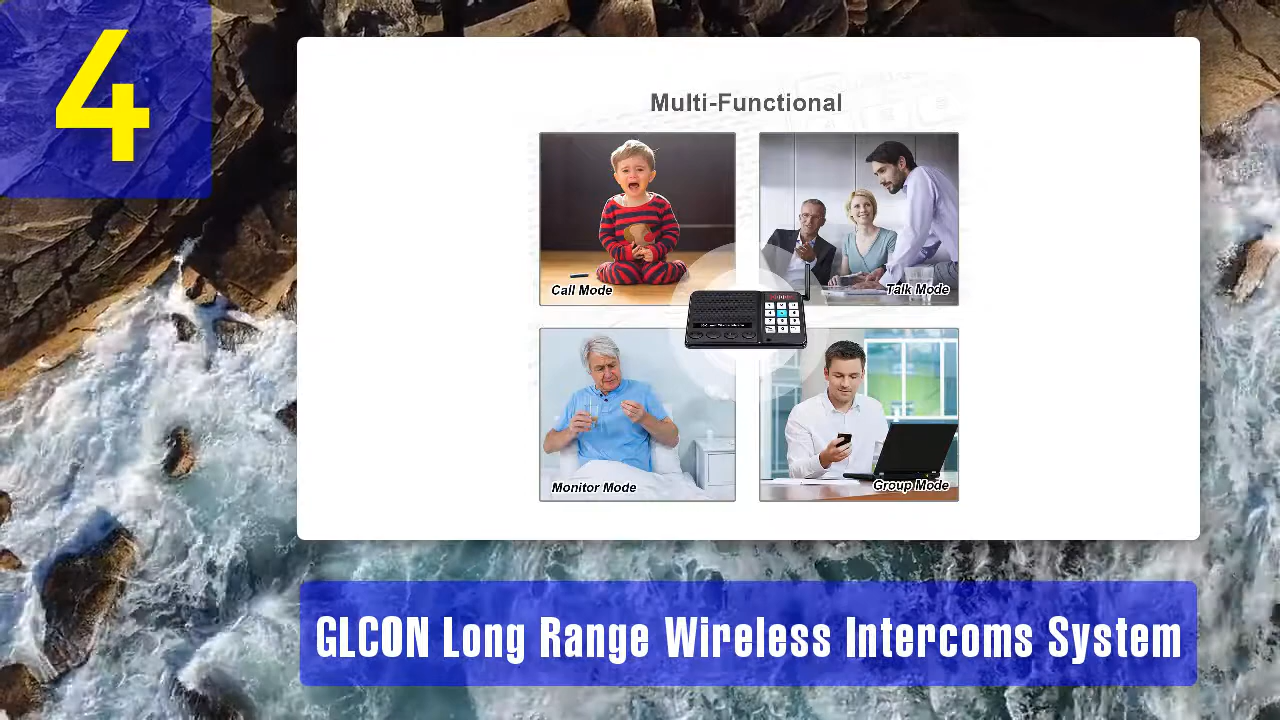 4
Multi-Functional
Call Mode
Talk Mode
Monitor Mode
Group Mode
GLCON Long Range Wireless Intercoms System